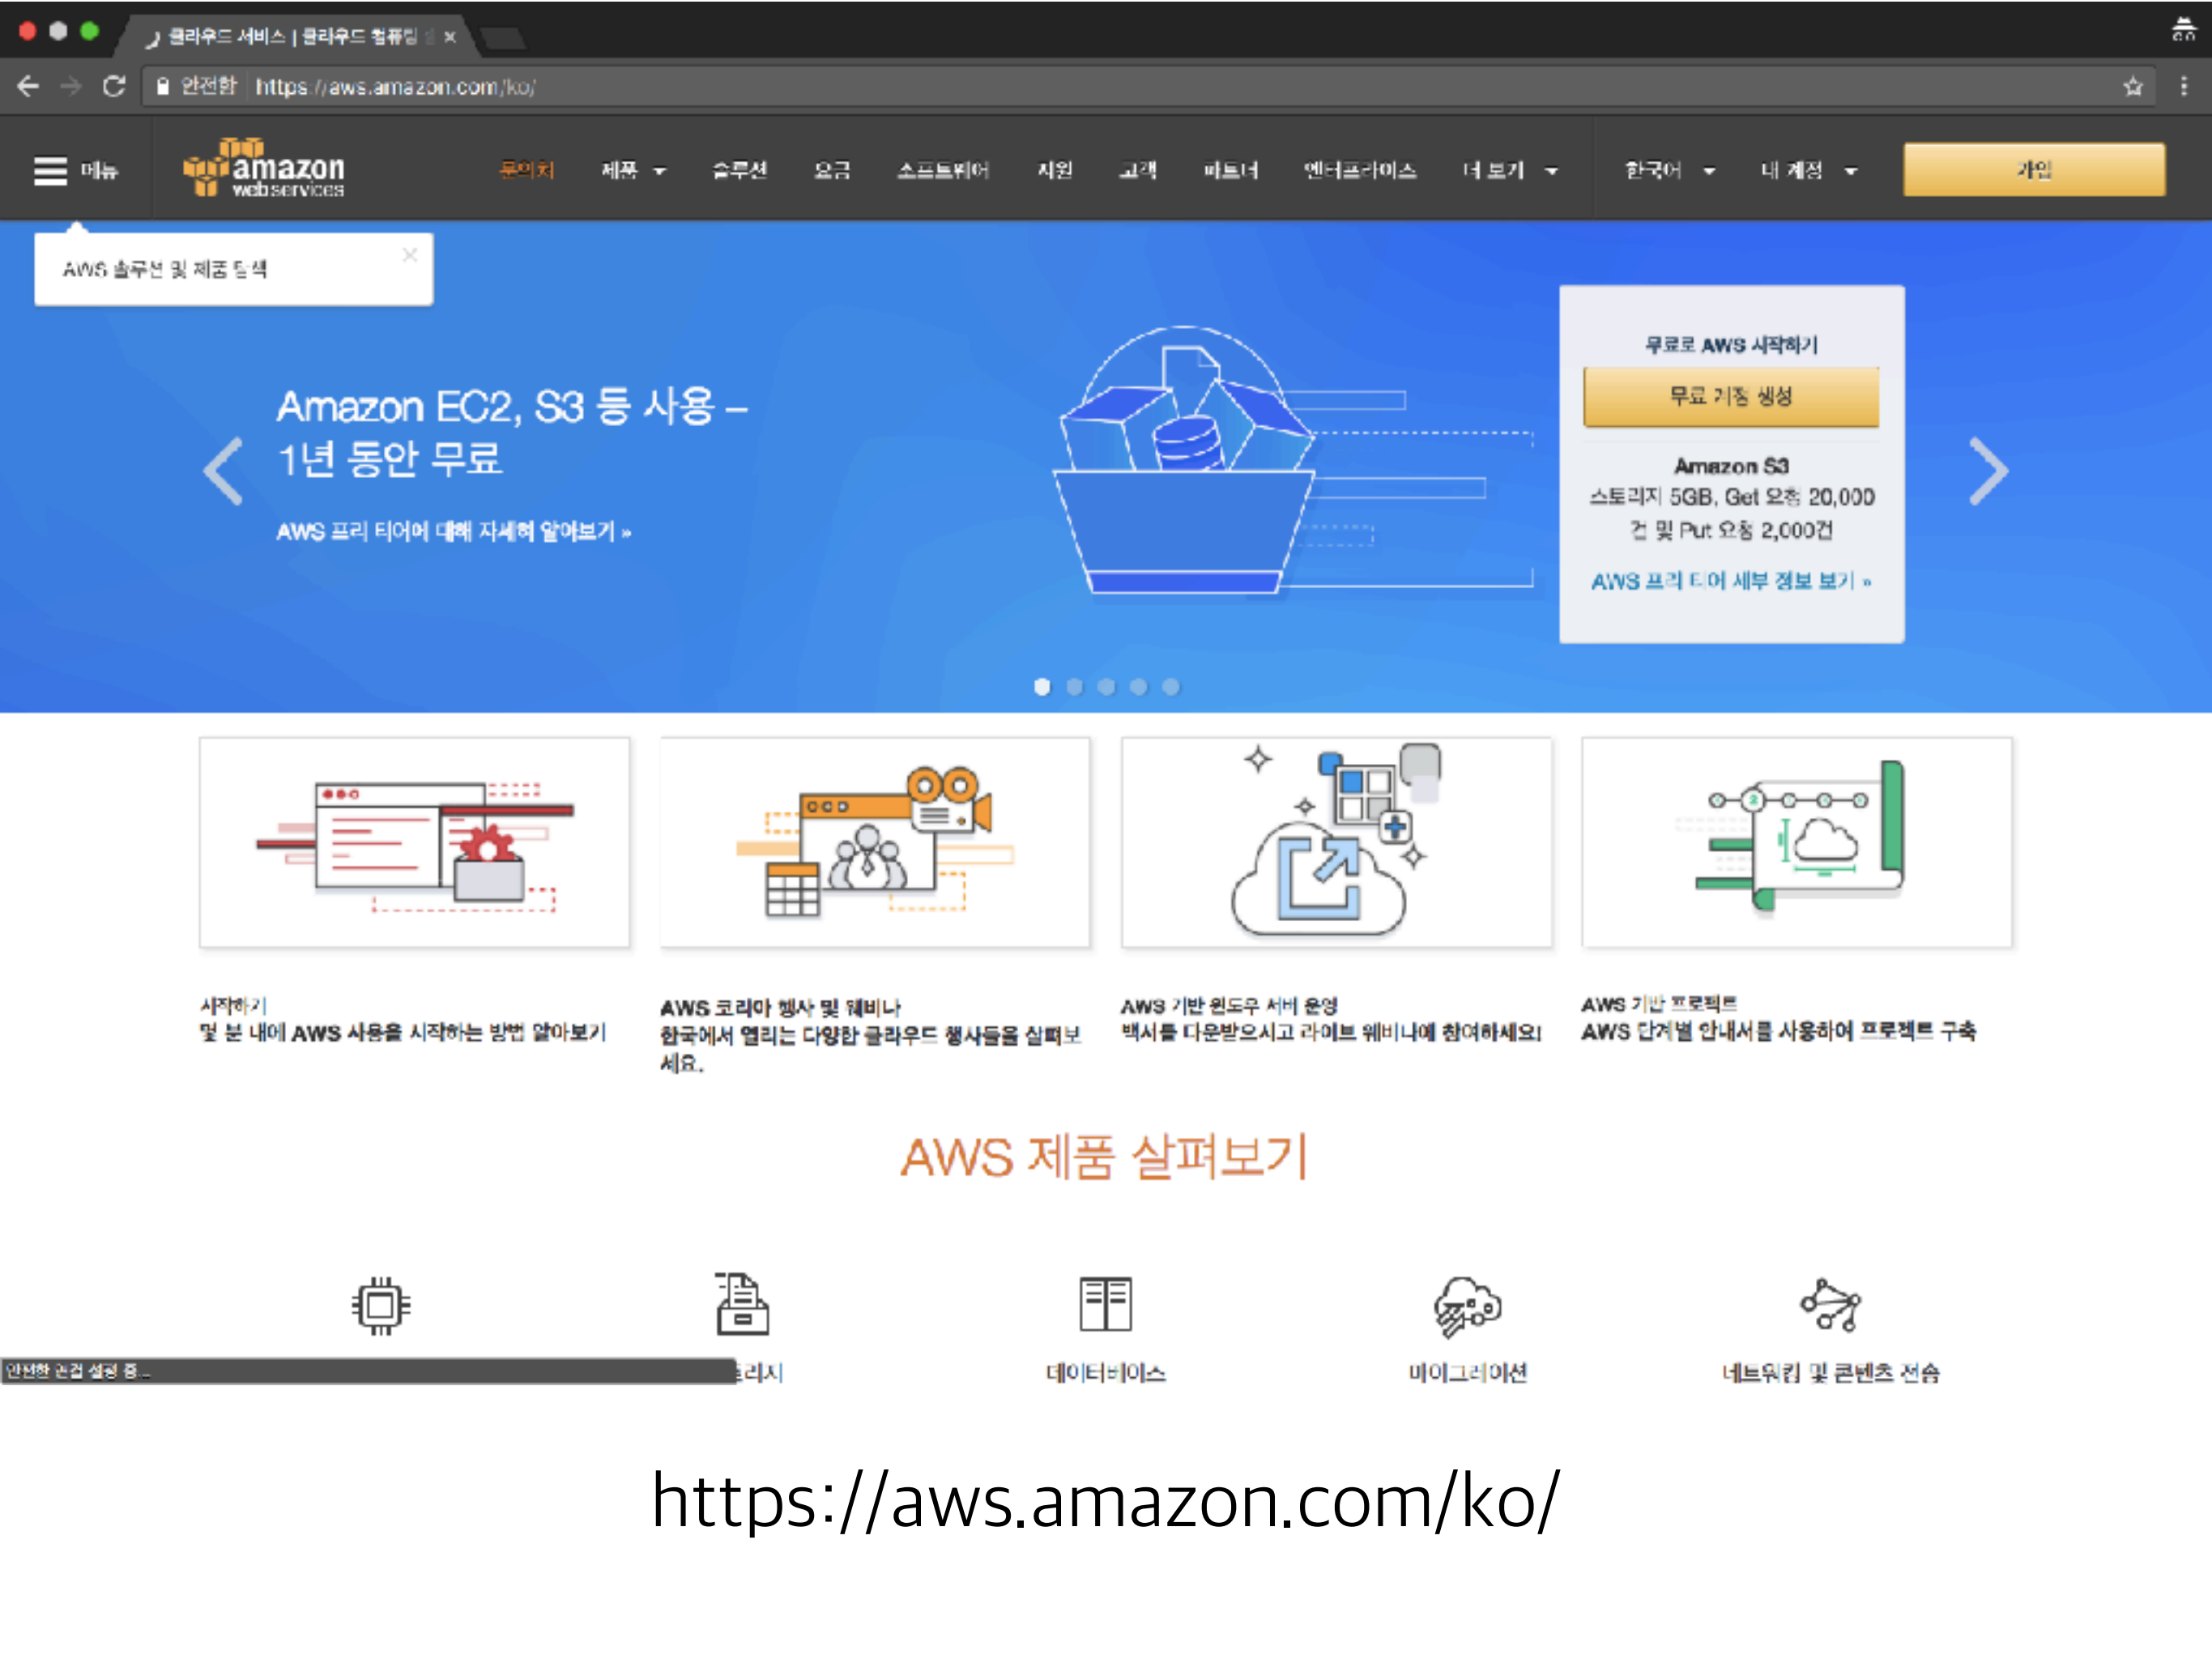 클라우드 서비스 | 클라우드 컴퓨팅
안전함 https://aws.amazon.com/ko/
메뉴
amazon
webservices
문의처 제품 솔루션 요금 소프트웨어 지원 고객 파트너 엔터프라이즈 더 보기 한국어 내 계정 가입
AWS 솔루션 및 제품 탐색
Amazon EC2, S3 등 사용 –
1년 동안 무료
AWS 프리 티어에 대해 자세히 알아보기 »
무료로 AWS 시작하기
무료 계정 생성
Amazon S3
스토리지 5GB, Get 요청 20,000
건 및 Put 요청 2,000건
AWS 프리 티어 세부 정보 보기 »
시작하기
몇 분 내에 AWS 사용을 시작하는 방법 알아보기
AWS 코리아 행사 및 웨비나
한국에서 열리는 다양한 클라우드 행사들을 살펴보
세요.
AWS 기반 윈도우 서버 운영
백서를 다운받으시고 라이브 웨비나에 참여하세요!
AWS 기반 프로젝트
AWS 단계별 안내서를 사용하여 프로젝트 구축
AWS 제품 살펴보기
안전한 연결 설정 중...
데이터베이스
마이그레이션
네트워킹 및 콘텐츠 전송
https://aws.amazon.com/ko/